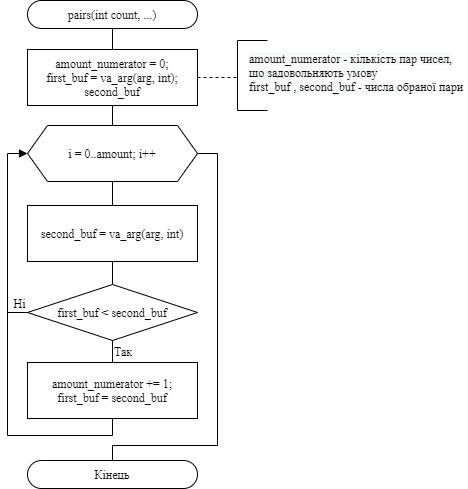 pairs(int count, ...)
amount_numerator = 0;
first_buf = va_arg(arg, int);
second_buf
amount_numerator - кількість пар чисел,
що задовольняють умову
first_buf , second_buf - числа обраної пари
i = 0..amount; i++
second_buf = va_arg(arg, int)
Ні
first_buf < second_buf
Так
amount_numerator += 1;
first_buf = second_buf
Кінець